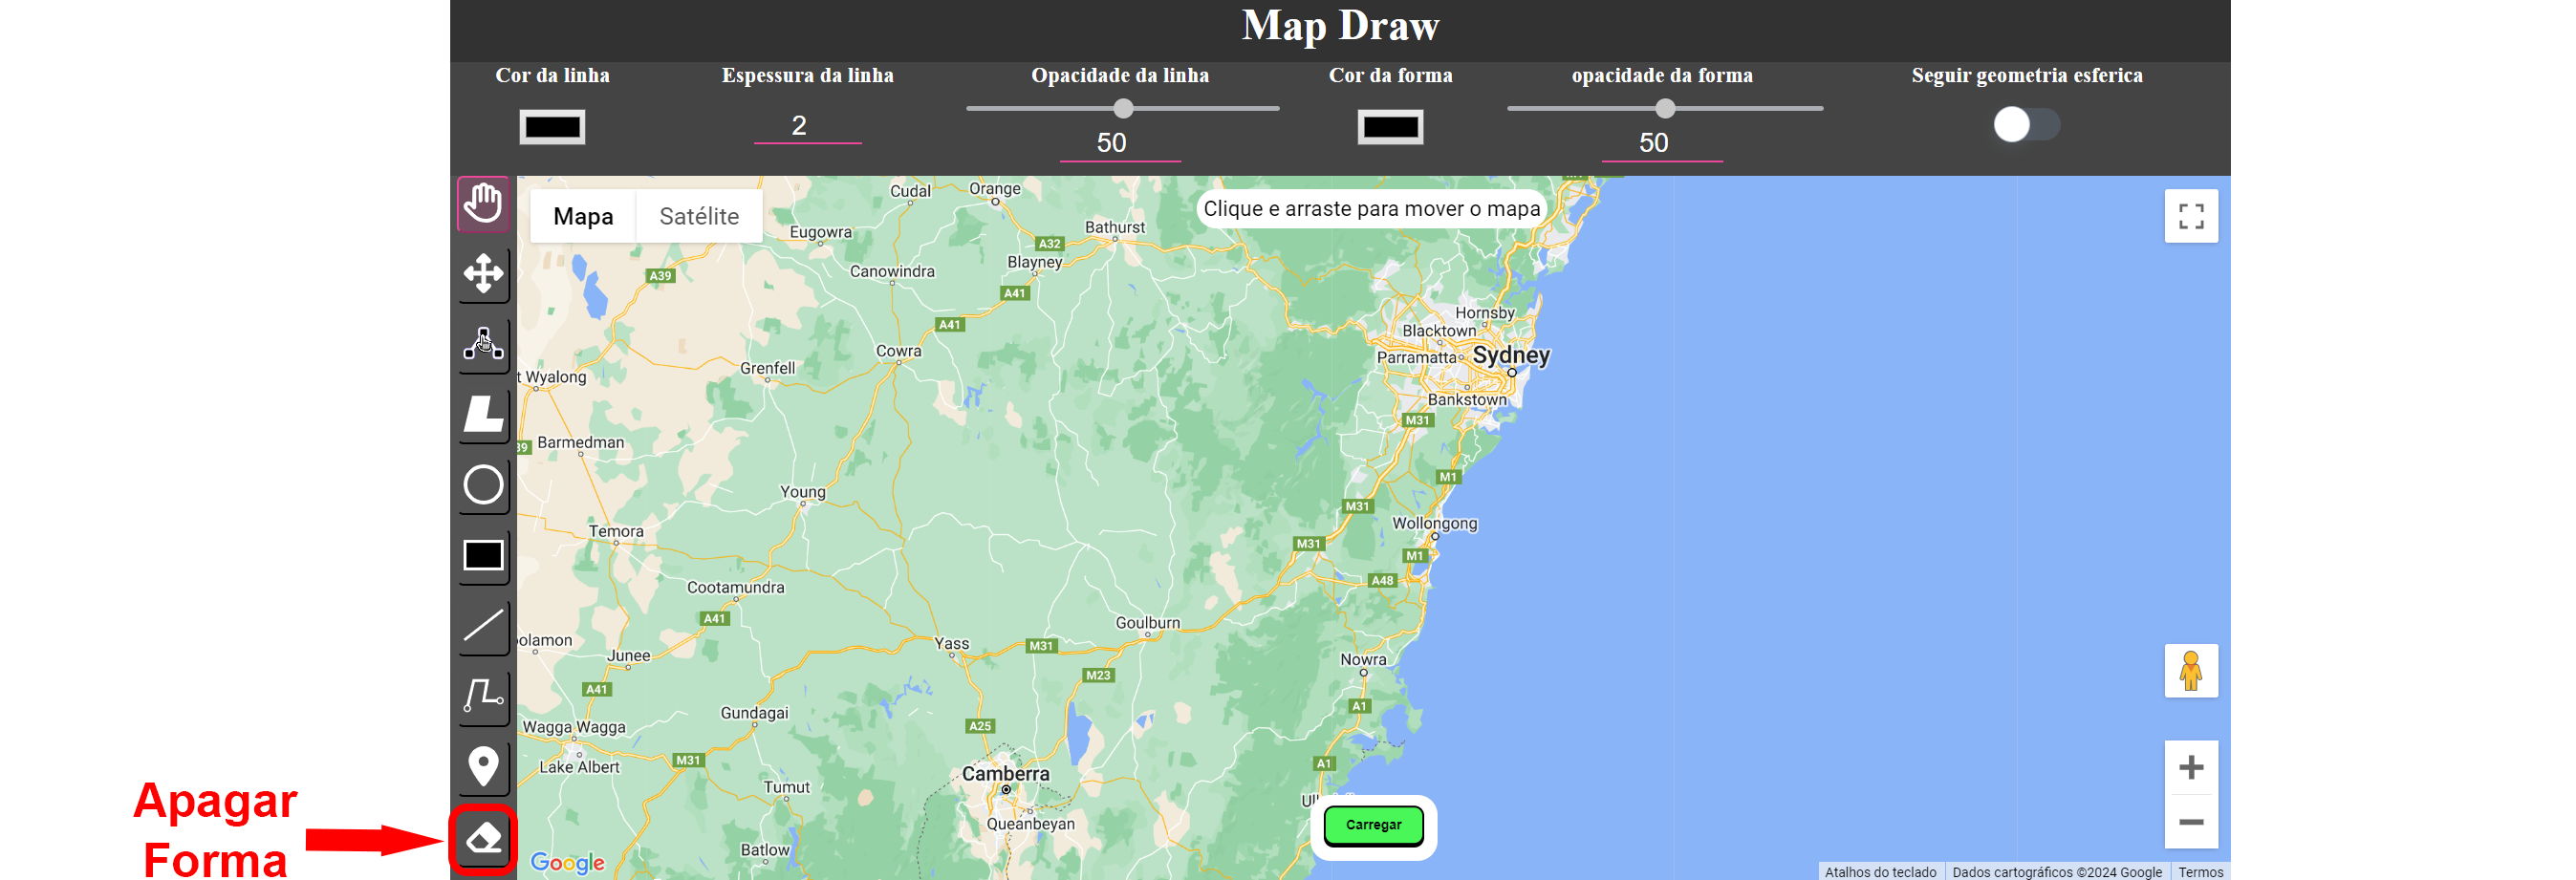 Map Draw
Cor da linha
Espessura da linha
Opacidade da linha
Cor da forma
opacidade da forma
Seguir geometria esferica
2
50
50
Mapa
Satélite
Clique e arraste para mover o mapa
Cudal
Orange
Eugowra
Bathurst
A32
Blayney
A39
Canowindra
A41
A41
Hornsby
Blacktown
Cowra
Parramatta
Sydney
Grenfell
t Wyalong
Bankstown
M31
Barmedman
39
M1
Young
M31
Wollongong
Temora
M31
M1
A48
Cootamundra
A41
Goulburn
olamon
Yass
M31
Junee
Nowra
M23
A41
A1
Gundagai
A25
Wagga Wagga
M31
Lake Albert
A1
Camberra
Tumut
Queanbeyan
Batlow
Carregar
Apagar
Forma
Google
Atalhos do teclado
Dados cartográficos ©2024 Google
Termos